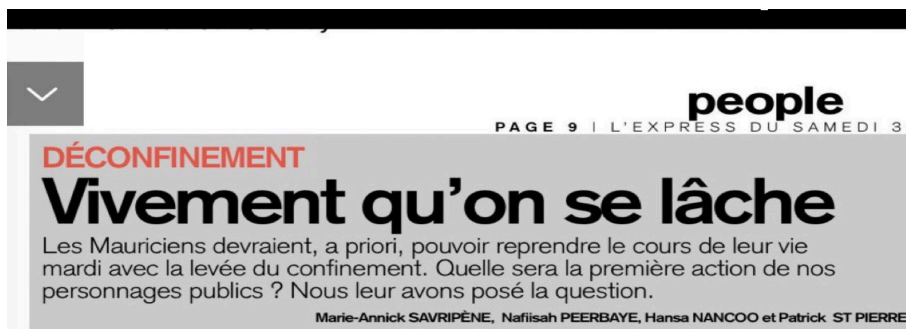 people
PAGE 9 | L'EXPRESS DU SAMEDI 3
DÉCONFINEMENT
Vivement qu'on se lâche
Les Mauriciens devraient, a priori, pouvoir reprendre le cours de leur vie
mardi avec la levée du confinement. Quelle sera la première action de nos
personnages publics ? Nous leur avons posé la question.
Marie-Annick SAVRIPÈNE, Nafiisah PEERBAYE, Hansa NANCOO et Patrick ST PIERRE